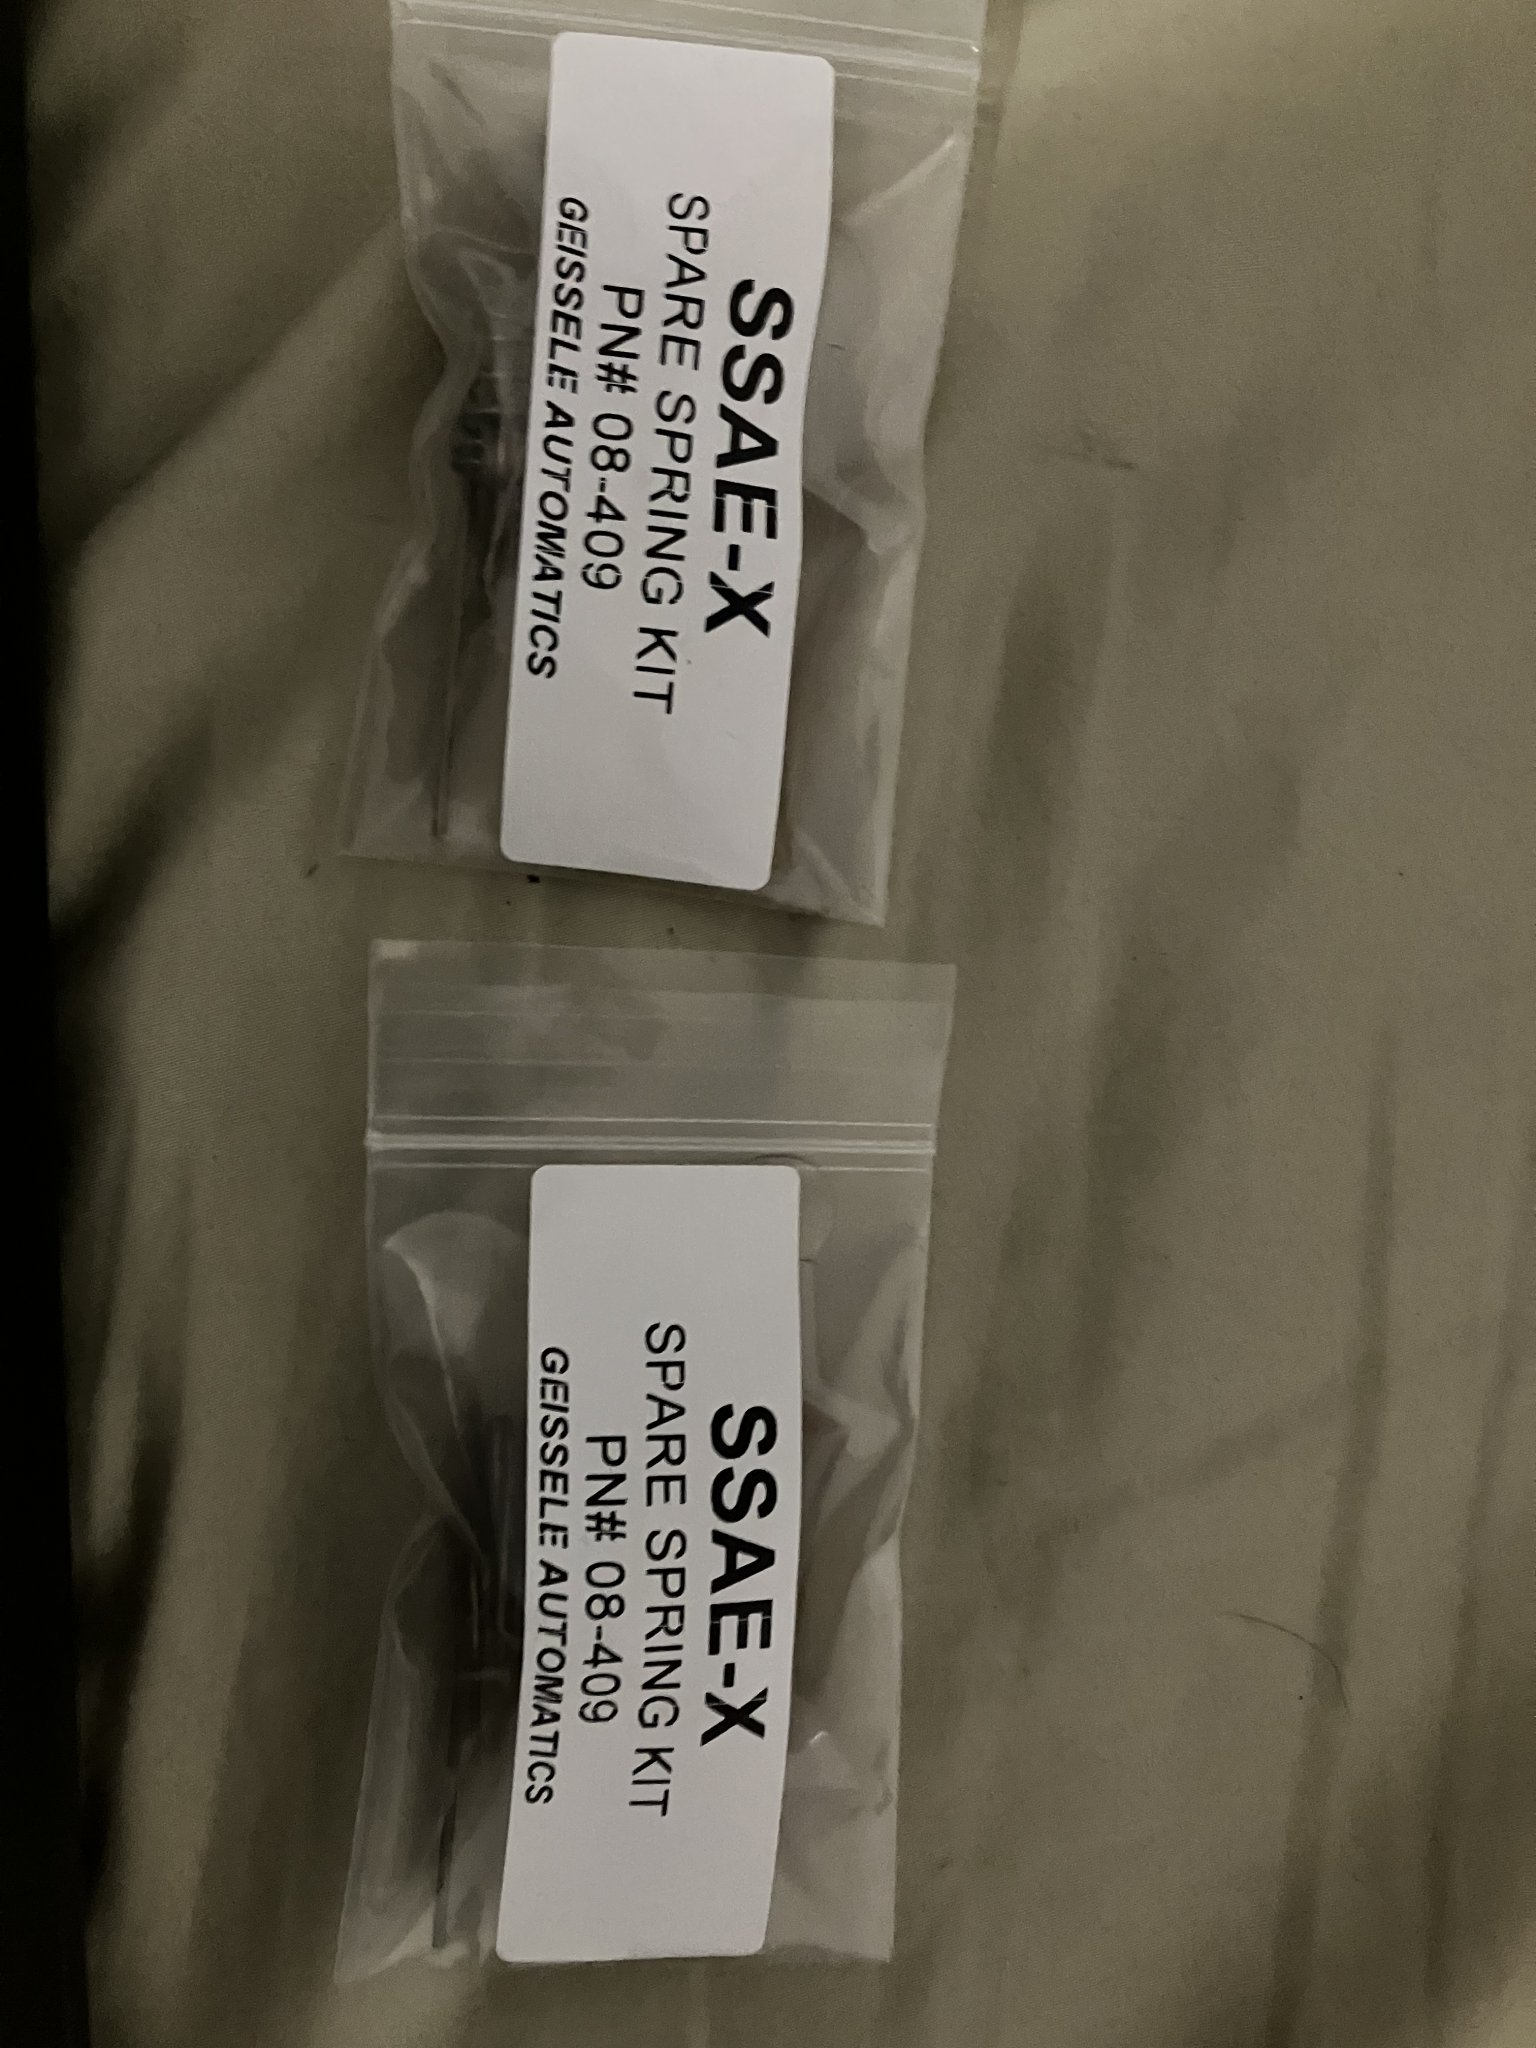 SSAE-X
SPARE SPRING KIT
PN# 08-409
GEISSELE AUTOMATICS
SSAE-X
SPARE SPRING KIT
PN# 08-409
GEISSELE AUTOMATICS